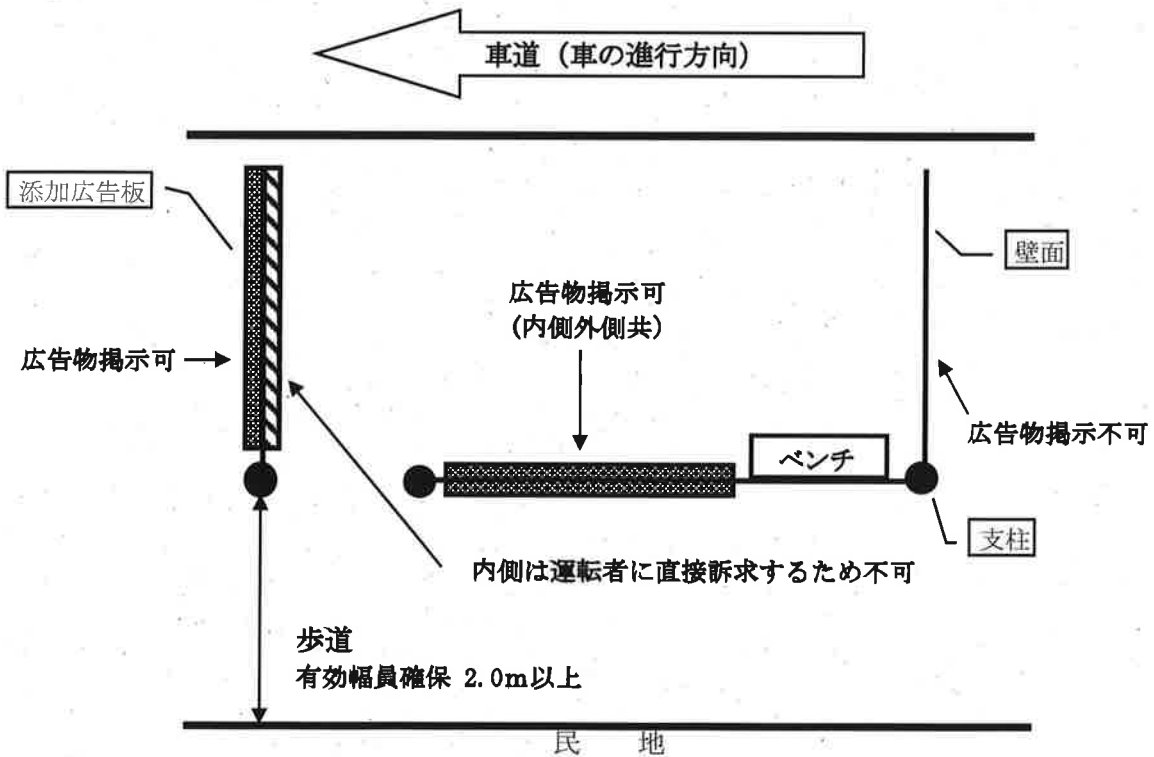 車道（車の進行方向）
添加広告板
壁面
広告物掲示可
(内側外側共)
広告物掲示可
広告物掲示不可
ベンチ
支柱
内側は運転者に直接訴求するため不可
歩道
有効幅員確保 2.0m以上
民 地